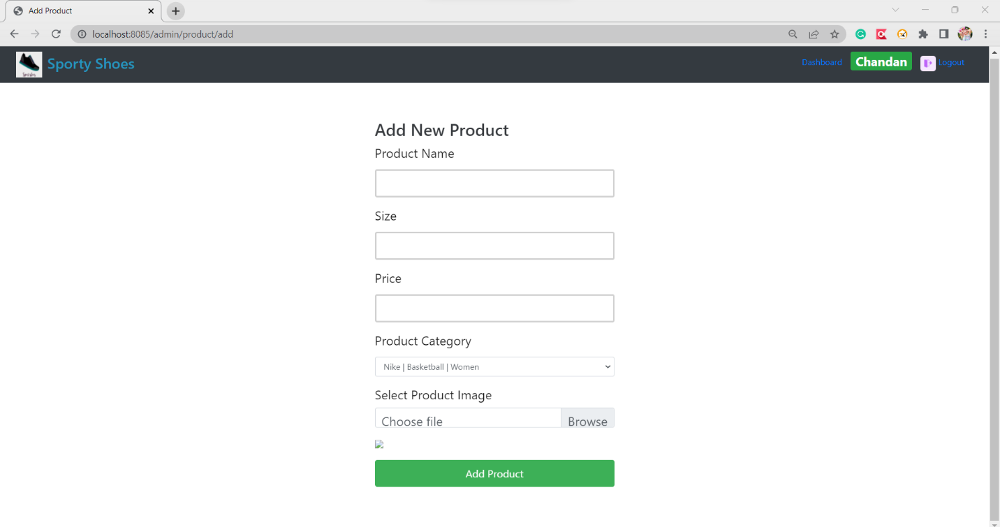 Add Product
localhost:8085/admin/product/add
Sporty Shoes
Dashboard
Chandan
Logout
Add New Product
Product Name
Size
Price
Product Category
Nike | Basketball | Women
Select Product Image
Choose file
Browse
Add Product